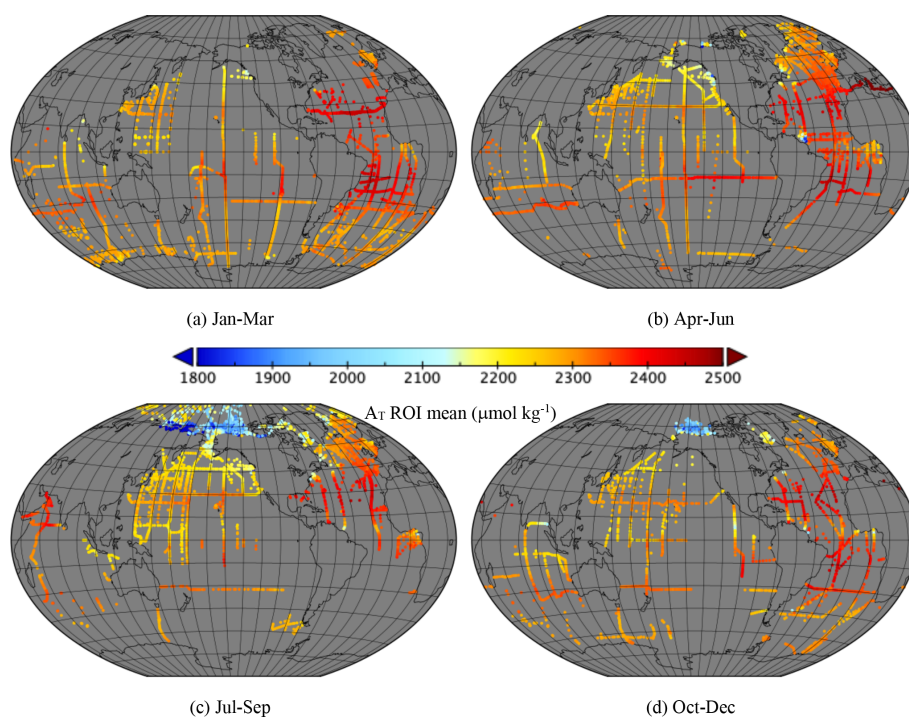 (a) Jan-Mar
(b) Apr-Jun
1800 1900 2000 2100 2200 2300 2400 2500
A_T ROI mean (μmol kg⁻¹)
(c) Jul-Sep
(d) Oct-Dec